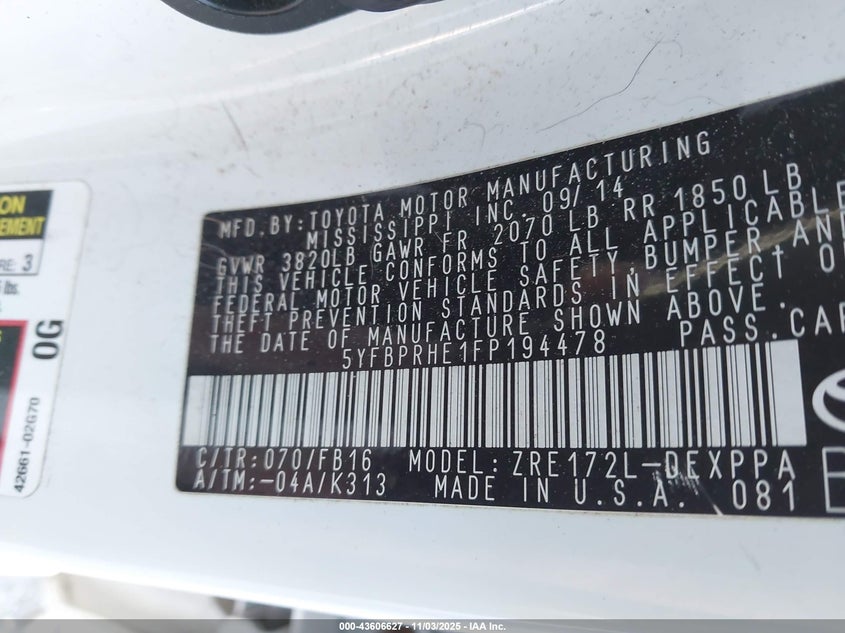 MFD.BY:TOYOTA MOTOR MANUFACTURING
MISSISSIPPI INC. 09/14
GVWR 3820LB GAWR FR 2070 LB RR 1850 LB
THIS VEHICLE CONFORMS TO ALL APPLICABLE
FEDERAL MOTOR VEHICLE SAFETY,BUMPER,AND
THEFT PREVENTION STANDARDS IN EFFECT ON
THE DATE OF MANUFACTURE SHOWN ABOVE.
5YFBPRHE1FP194478 PASS.CAR
C/TR: 070/FB16 MODEL: ZRE172L-DEXPPA
A/TM:-04A/K313 MADE IN U.S.A. 081
3
lbs.
0G
42661-02G70
000-43606627 - 11/03/2025 - IAA Inc.